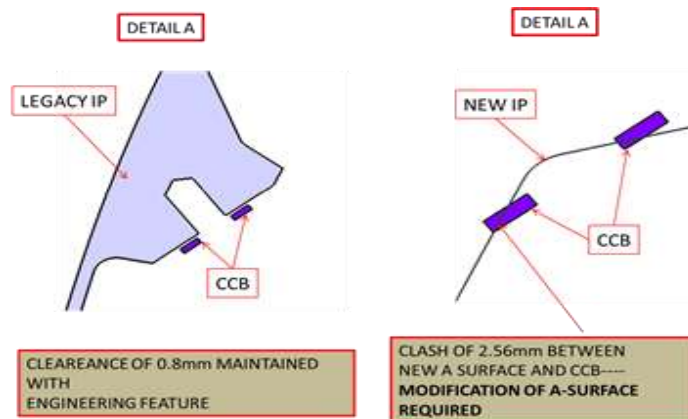 DETAIL A
LEGACY IP
CCB
CLEAREANCE OF 0.8mm MAINTAINED
WITH
ENGINEERING FEATURE
DETAIL A
NEW IP
CCB
CLASH OF 2.56mm BETWEEN
NEW A SURFACE AND CCB----
MODIFICATION OF A-SURFACE
REQUIRED